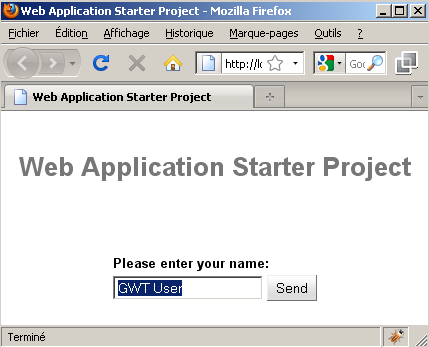 Web Application Starter Project - Mozilla Firefox
Fichier Édition Affichage Historique Marque-pages Outils ?
http://l Goo
Web Application Starter Project
Web Application Starter Project
Please enter your name:
GWT User Send
Terminé